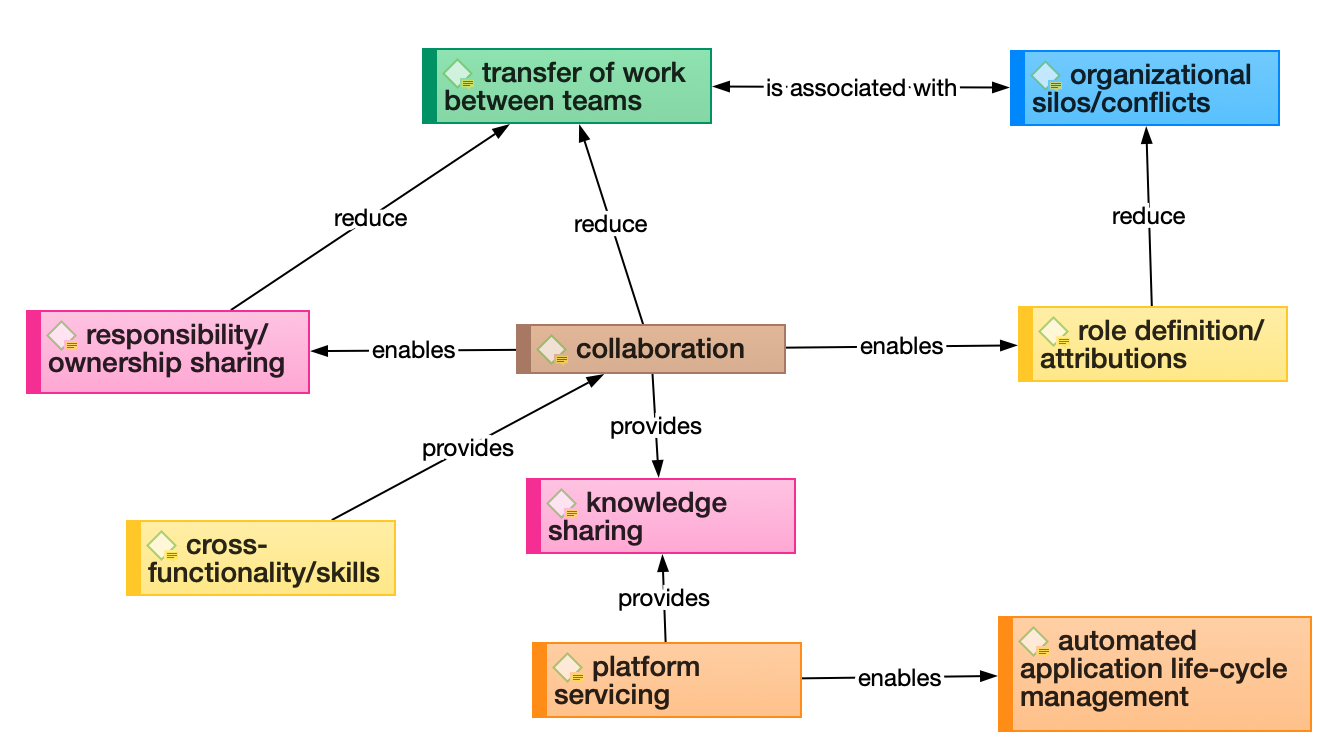 transfer of work
between teams
is associated with
organizational
silos/conflicts
reduce
reduce
reduce
responsibility/
ownership sharing
enables
collaboration
enables
role definition/
attributions
provides
provides
knowledge
sharing
cross-
functionality/skills
provides
platform
servicing
enables
automated
application life-cycle
management